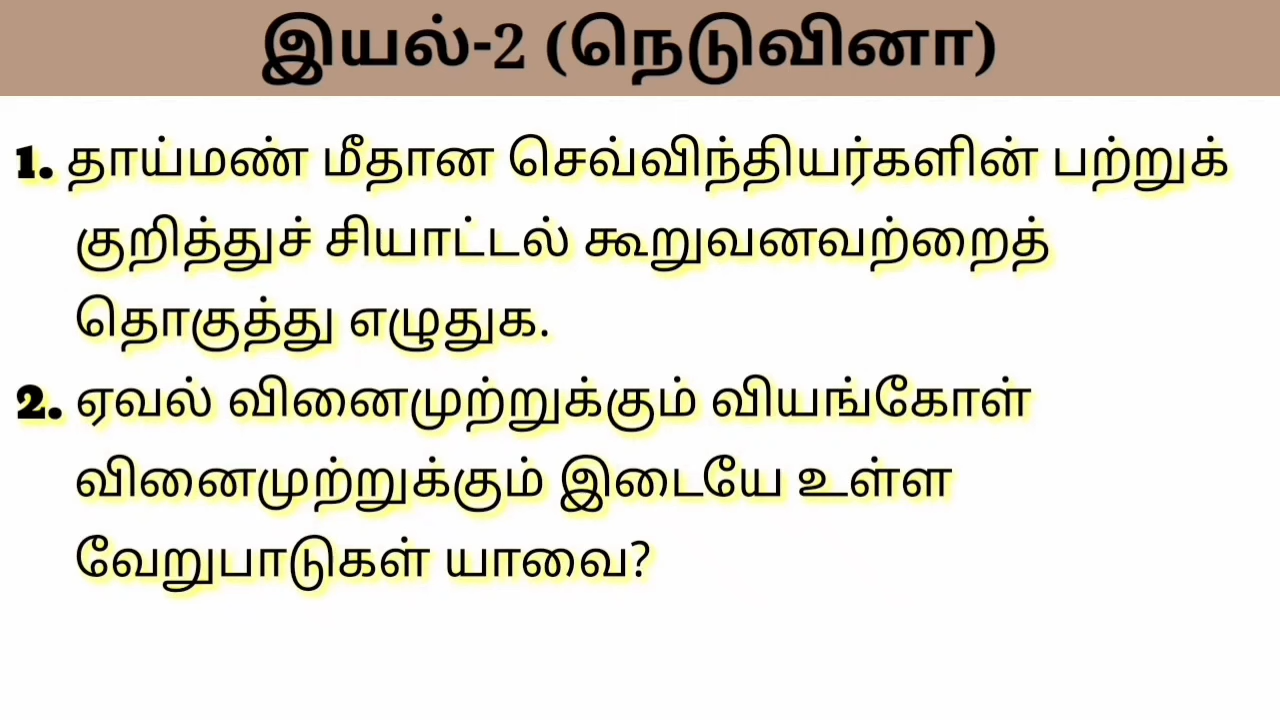 இயல்-2 (நெடுவினா)
1. தாய்மண் மீதான செவ்விந்தியர்களின் பற்றுக்
குறித்துச் சியாட்டல் கூறுவனவற்றைத்
தொகுத்து எழுதுக.
2. ஏவல் வினைமுற்றுக்கும் வியங்கோள்
வினைமுற்றுக்கும் இடையே உள்ள
வேறுபாடுகள் யாவை?